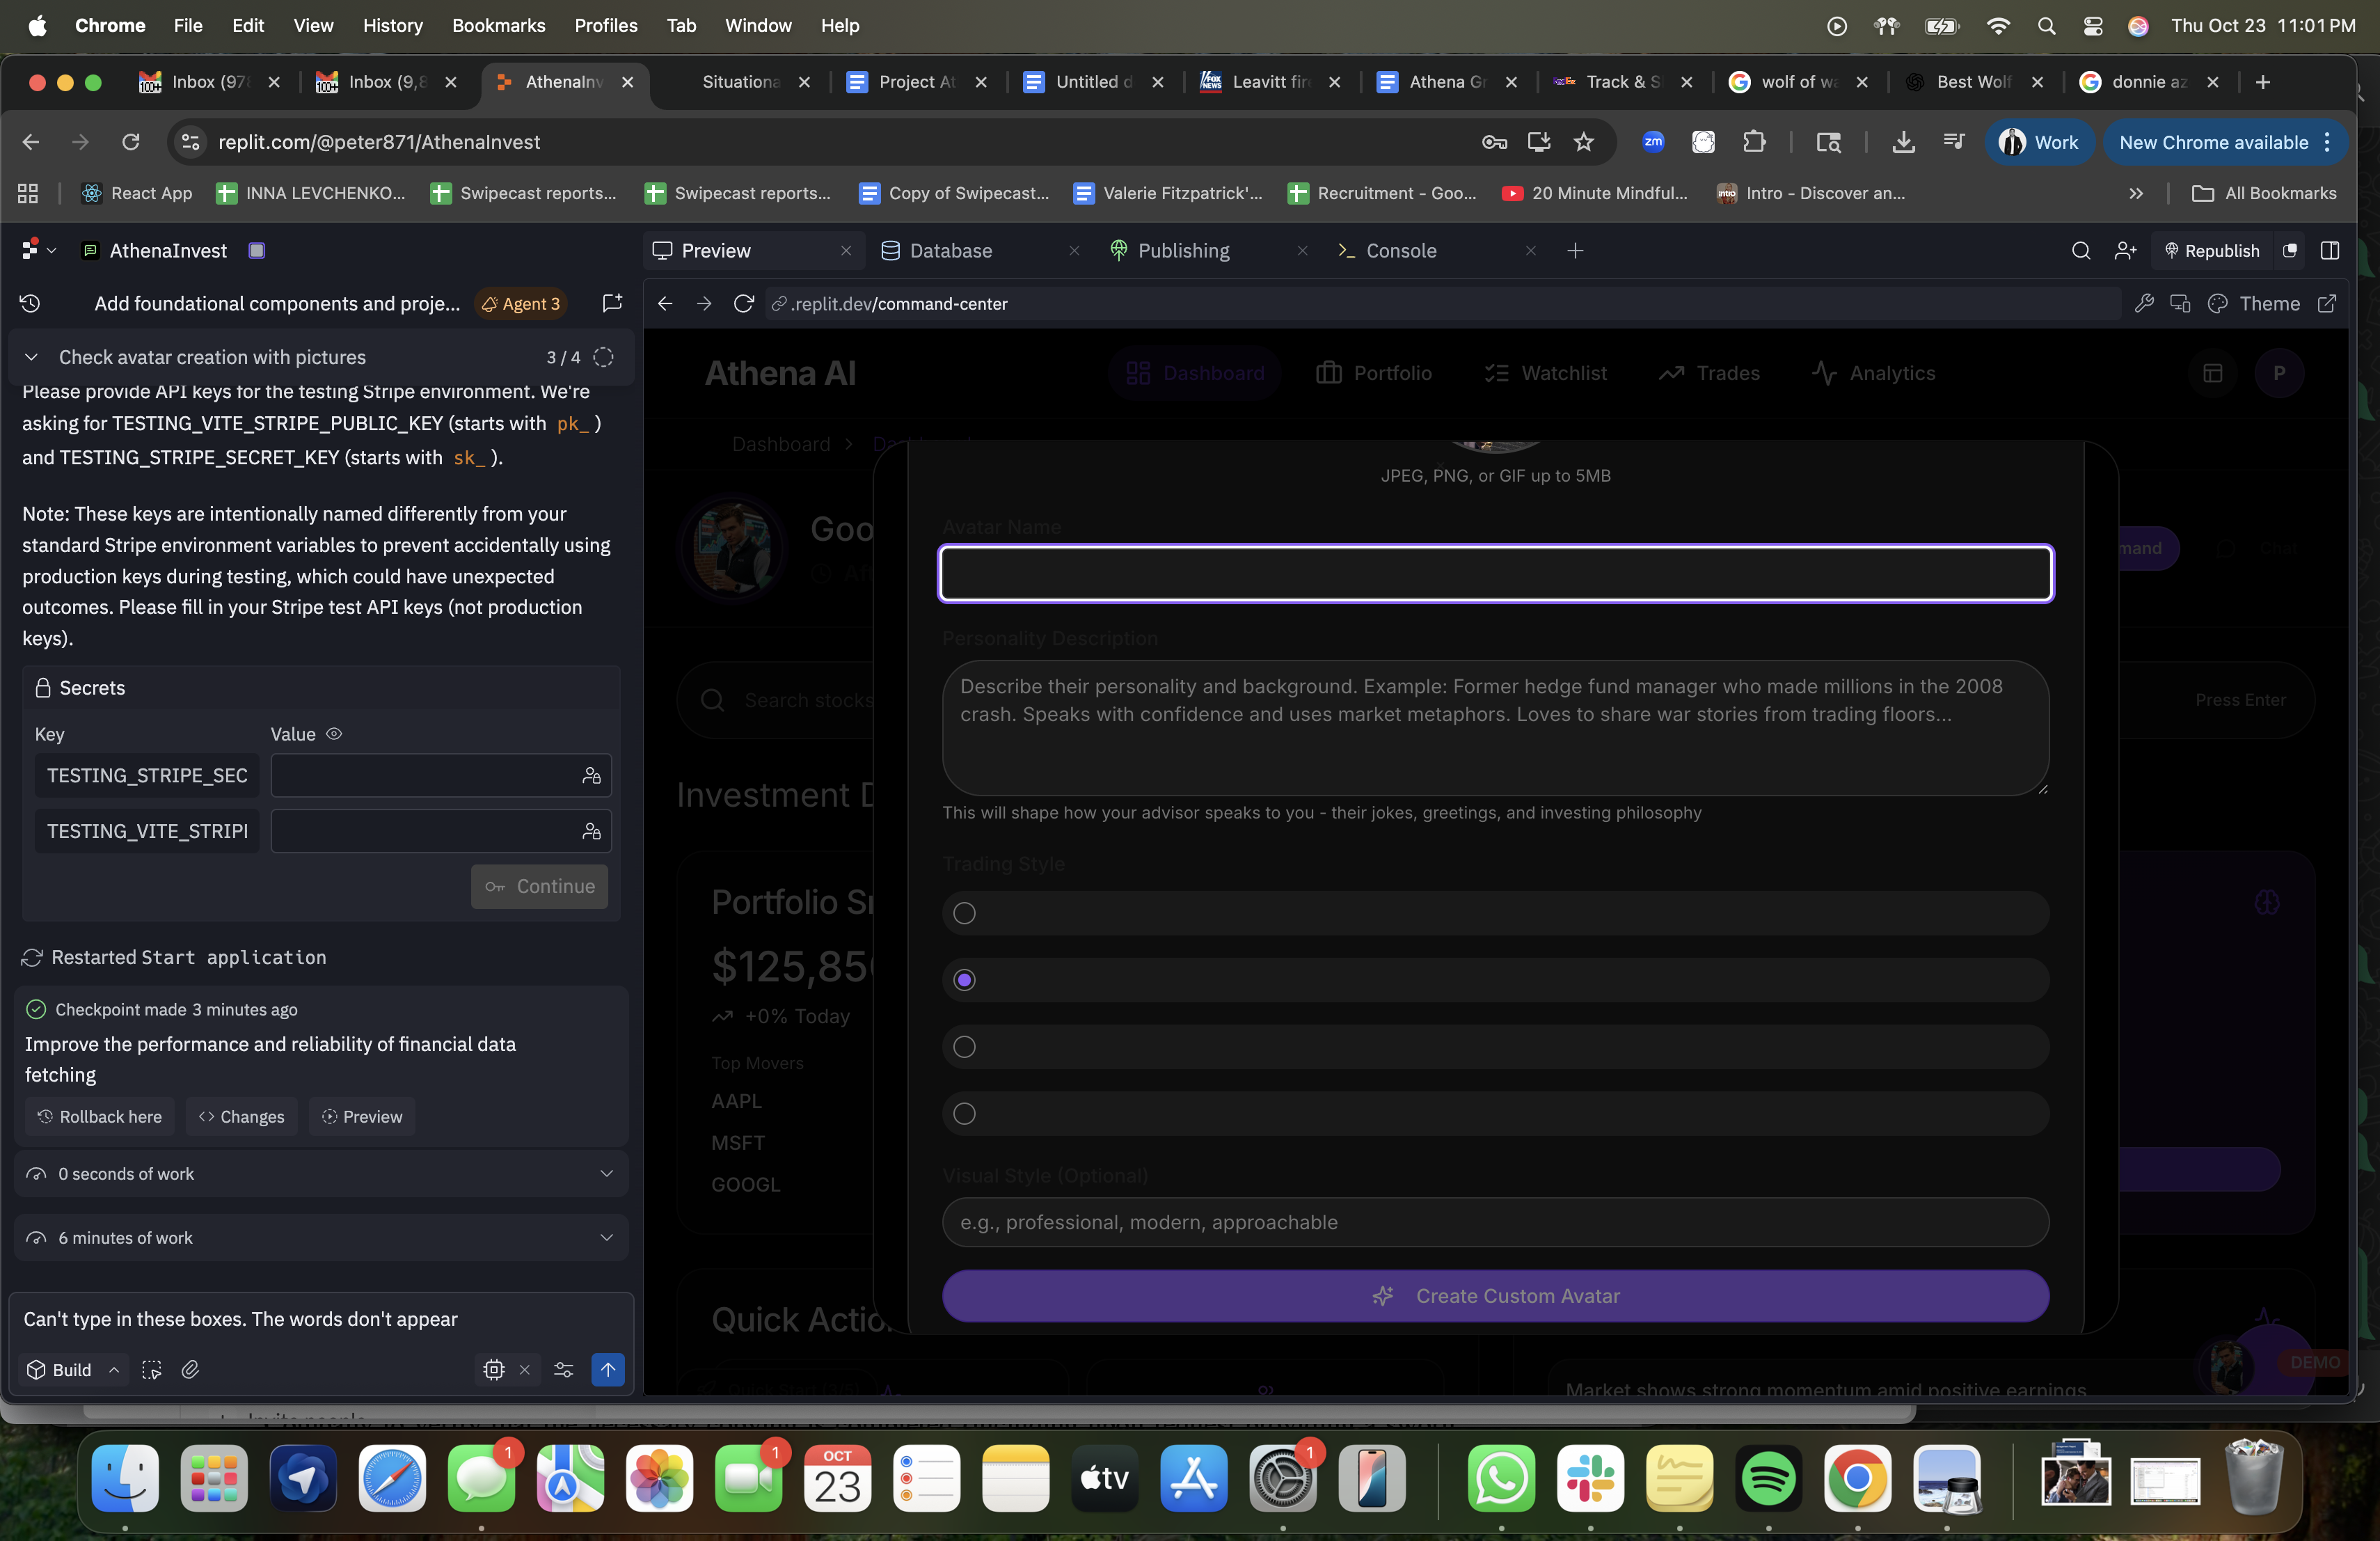 Chrome File Edit View History Bookmarks Profiles Tab Window Help Thu Oct 23 11:01 PM
Inbox (97 Inbox (9,8 AthenaInv Situationa Project At Untitled d Leavitt fir Athena Gr Track & S wolf of wa Best Wolf donnie az
replit.com/@peter871/AthenaInvest zm Work New Chrome available
React App INNA LEVCHENKO... Swipecast reports... Swipecast reports... Copy of Swipecast... Valerie Fitzpatrick'... Recruitment - Goo... 20 Minute Mindful... Intro - Discover an... All Bookmarks
AthenaInvest Preview Database Publishing Console Republish
Add foundational components and proje... Agent 3
.replit.dev/command-center Theme
Check avatar creation with pictures 3 / 4
Please provide API keys for the testing Stripe environment. We're
asking for TESTING_VITE_STRIPE_PUBLIC_KEY (starts with pk_ )
and TESTING_STRIPE_SECRET_KEY (starts with sk_ ).
Note: These keys are intentionally named differently from your
standard Stripe environment variables to prevent accidentally using
production keys during testing, which could have unexpected
outcomes. Please fill in your Stripe test API keys (not production
keys).
Secrets
Key Value
TESTING_STRIPE_SEC
TESTING_VITE_STRIPI
Continue
Restarted Start application
Checkpoint made 3 minutes ago
Improve the performance and reliability of financial data
fetching
Rollback here Changes Preview
0 seconds of work
6 minutes of work
Can't type in these boxes. The words don't appear
Build
Athena AI Dashboard Portfolio Watchlist Trades Analytics P
Dashboard
Goo
Search stocks
Press Enter
Investment D
Portfolio Sn
$125,850
+0% Today
Top Movers
AAPL
MSFT
GOOGL
Quick Actio
JPEG, PNG, or GIF up to 5MB
Avatar Name
Personality Description
Describe their personality and background. Example: Former hedge fund manager who made millions in the 2008
crash. Speaks with confidence and uses market metaphors. Loves to share war stories from trading floors...
This will shape how your advisor speaks to you - their jokes, greetings, and investing philosophy
Trading Style
Visual Style (Optional)
e.g., professional, modern, approachable
Create Custom Avatar
DEMO
Market shows strong momentum amid positive earnings
1
1
OCT
23
tv
1